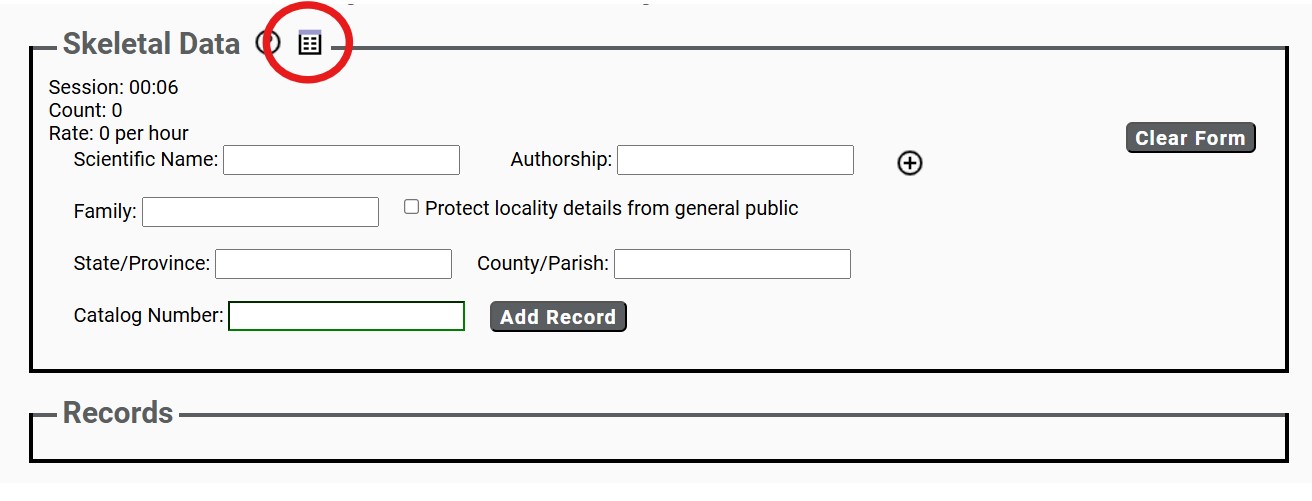 Skeletal Data
Session: 00:06
Count: 0
Rate: 0 per hour
Clear Form
Scientific Name: Authorship:
Family: Protect locality details from general public
State/Province: County/Parish:
Catalog Number: Add Record
Records